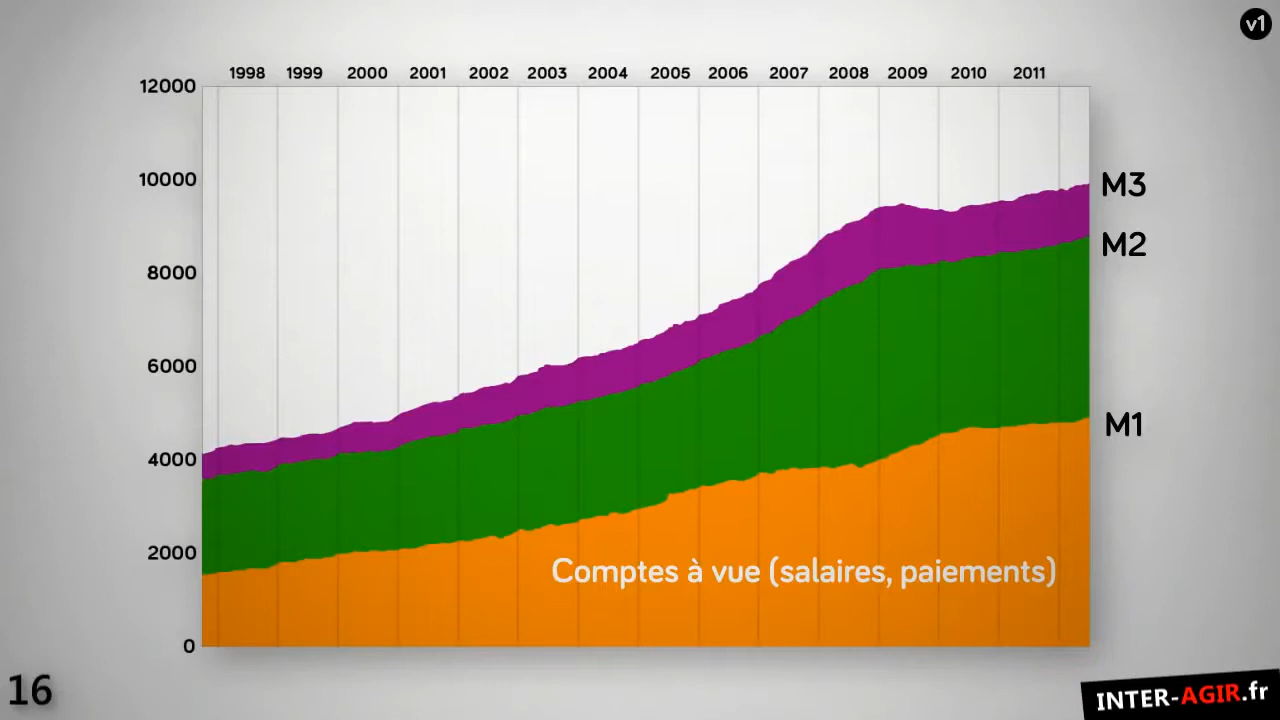 v1
1998 1999 2000 2001 2002 2003 2004 2005 2006 2007 2008 2009 2010 2011
12000
10000
M3
M2
8000
6000
M1
4000
2000
Comptes à vue (salaires, paiements)
0
16
INTER-AGIR.fr